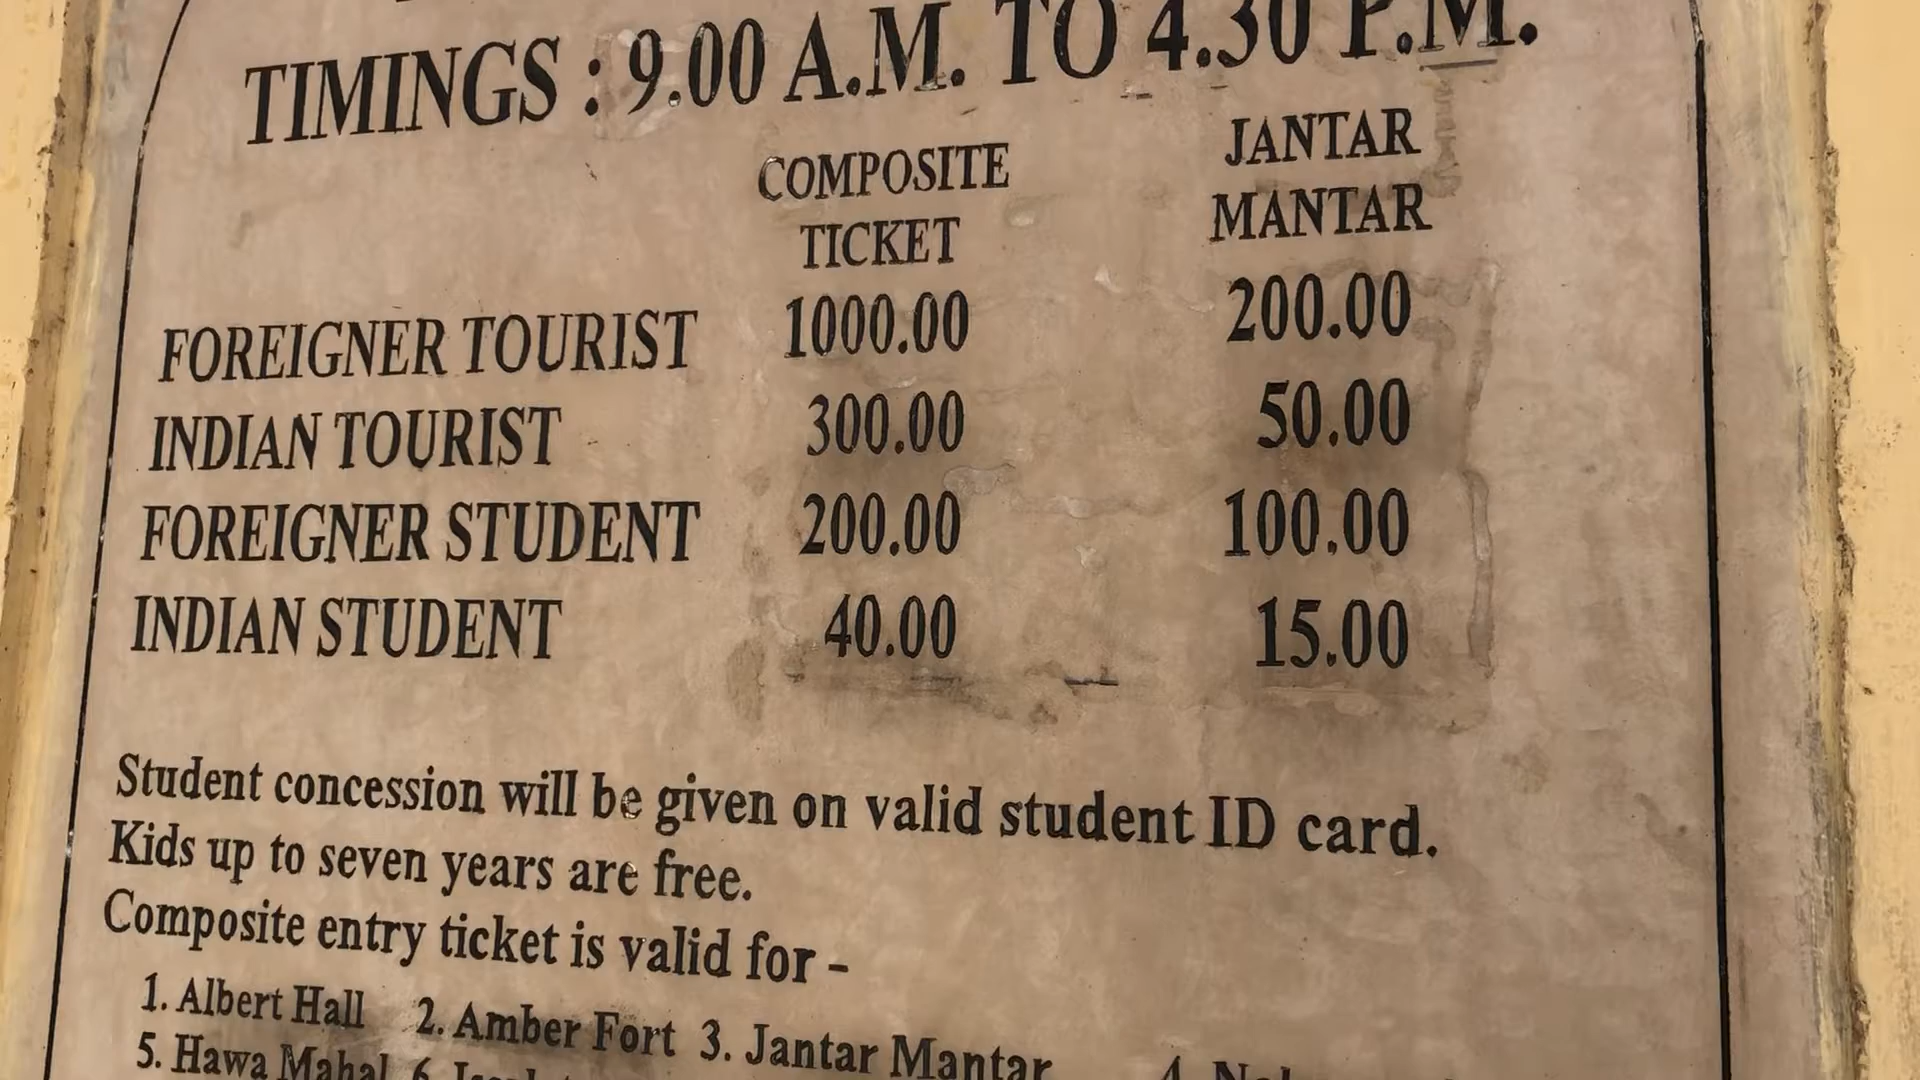 TIMINGS : 9.00 A.M. TO 4.30 P.M.
COMPOSITE TICKET JANTAR MANTAR
FOREIGNER TOURIST 1000.00 200.00
INDIAN TOURIST 300.00 50.00
FOREIGNER STUDENT 200.00 100.00
INDIAN STUDENT 40.00 15.00
Student concession will be given on valid student ID card.
Kids up to seven years are free.
Composite entry ticket is valid for -
1. Albert Hall 2. Amber Fort 3. Jantar Mantar 4.
5. Hawa Mahal 6.